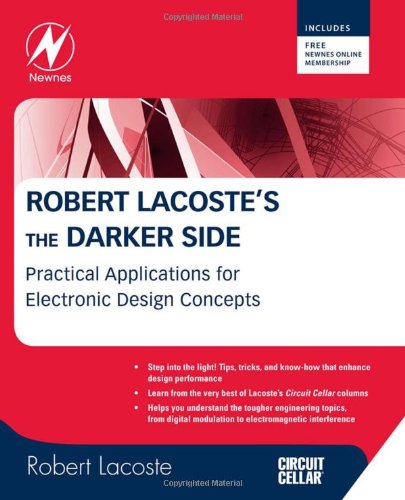 Newnes
INCLUDES
FREE
NEWNES ONLINE
MEMBERSHIP
ROBERT LACOSTE'S
THE DARKER SIDE
Practical Applications for
Electronic Design Concepts
• Step into the light! Tips, tricks, and know-how that enhance
design performance
• Learn from the very best of Lacoste's Circuit Cellar columns
• Helps you understand the tougher engineering topics,
from digital modulation to electromagnetic interference
Robert Lacoste
CIRCUIT
CELLAR